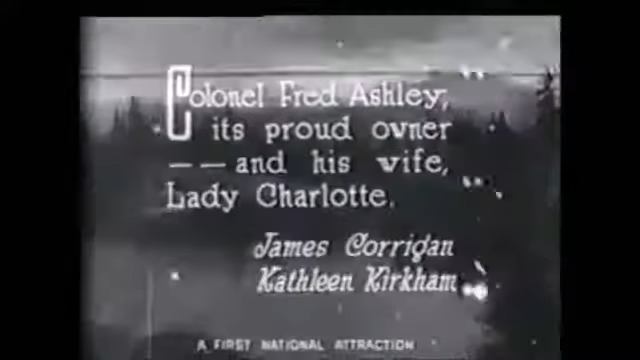 Colonel Fred Ashley,
its proud owner
-- and his wife,
Lady Charlotte.
James Corrigan
Kathleen Kirkham
A FIRST NATIONAL ATTRACTION